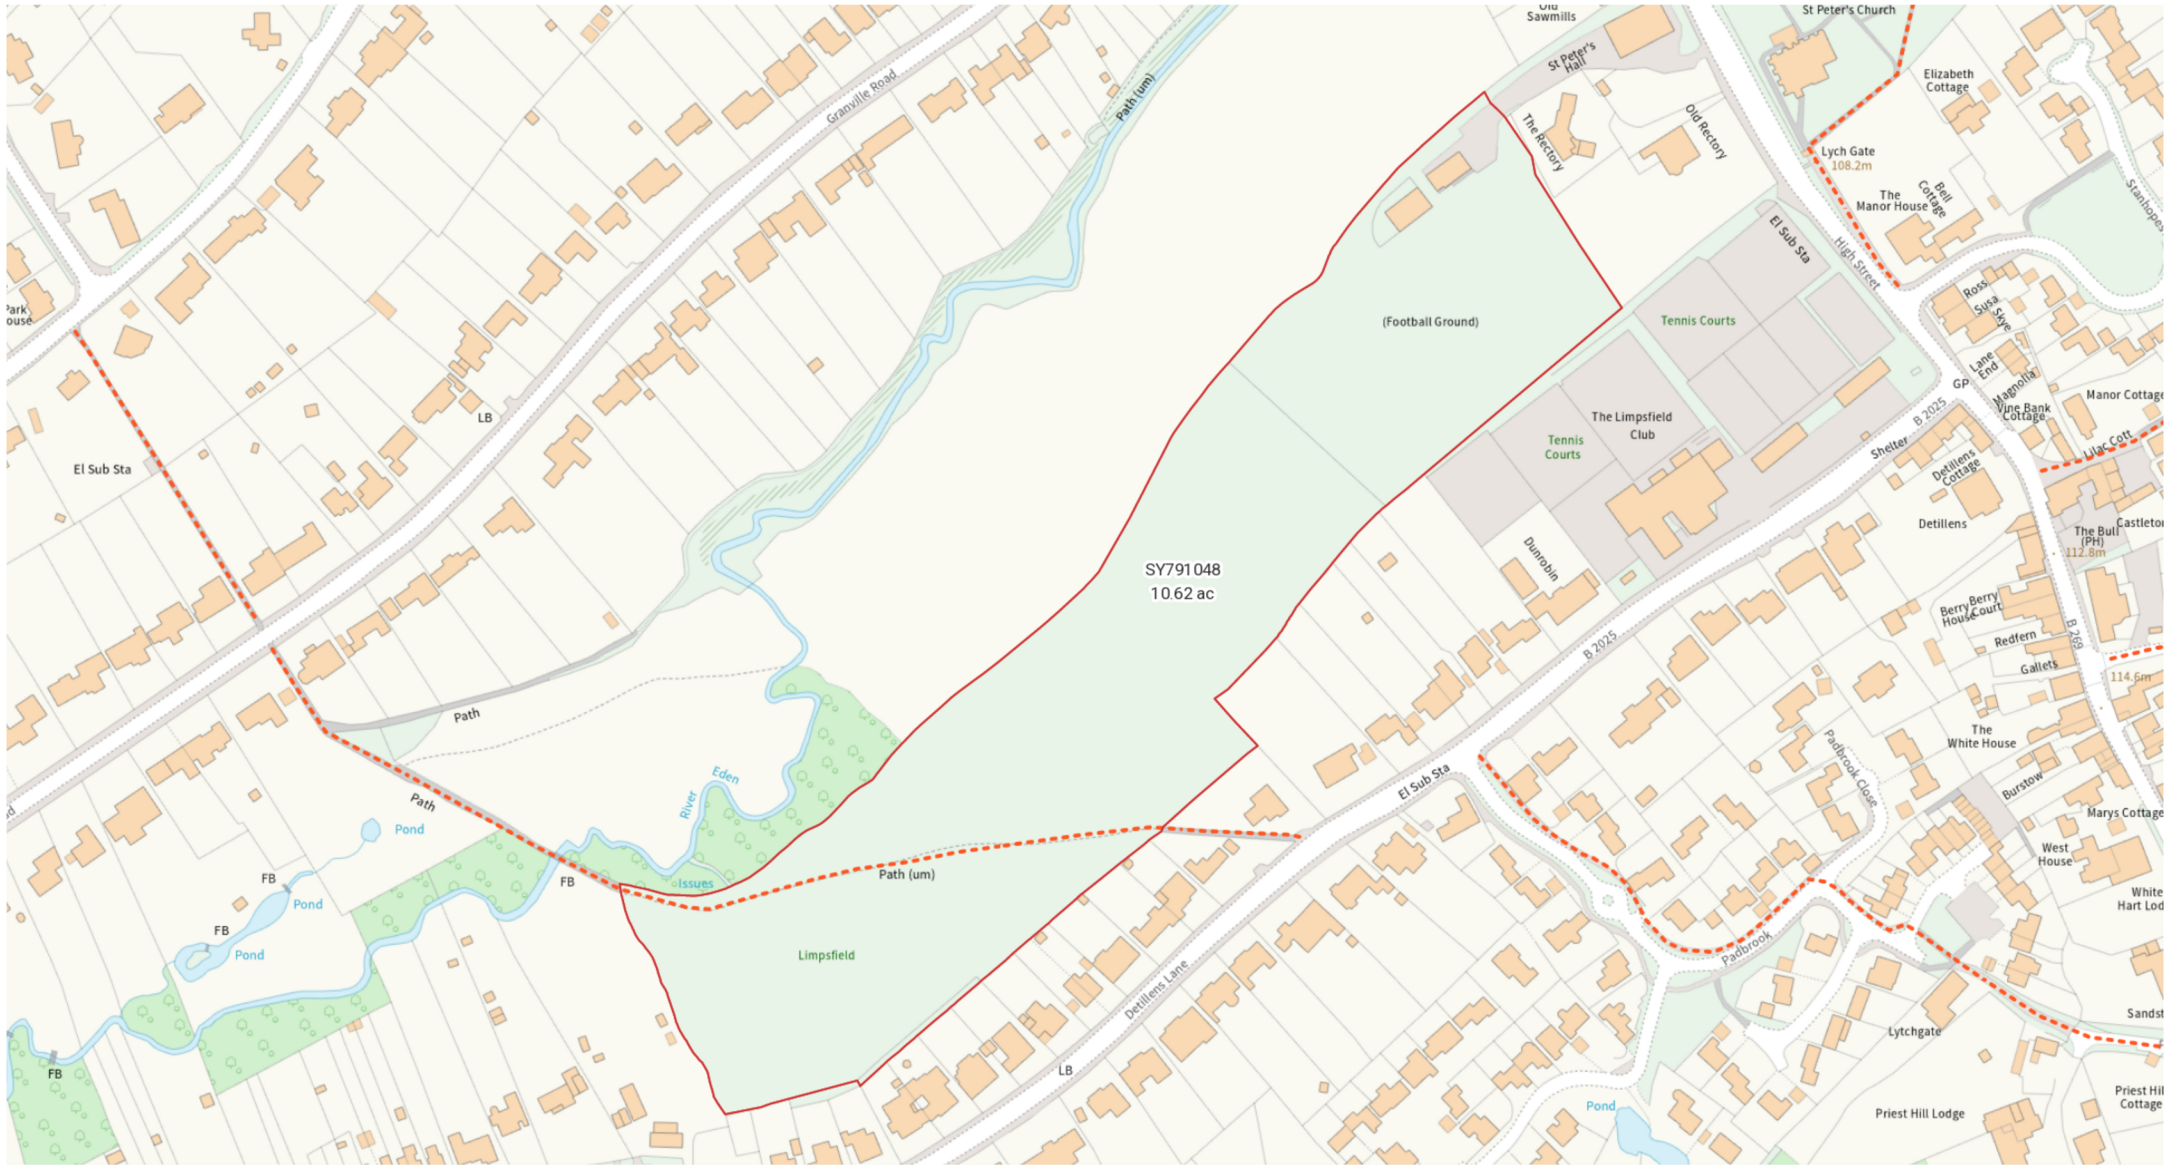 Old
Sawmills
St Peter's Church
St Peter's
Hall
Elizabeth
Cottage
Granville Road
Path (um)
The Rectory
Old Rectory
Lych Gate
108.2m
The
Manor House
Bell
Cottage
Stanhopes
El Sub Sta
High Street
Park
ouse
(Football Ground)
Tennis Courts
Ross
Susa
Skye
Lane
End
GP
Magnolia
Manor Cottage
LB
Vine Bank
Cottage
B 2025
The Limpsfield
Club
Tennis
Courts
Shelter
Lilac Cott
El Sub Sta
Detillens
Cottage
Detillens
The Bull
(PH)
Castleto
112.8m
Dunrobin
SY791048
10.62 ac
Berry
House
Berry
Court
B 2025
Redfern
B 269
Gallets
114.6m
Path
The
White House
Padbrook Close
El Sub Sta
River
Eden
Path
Burstow
Pond
Marys Cottage
West
House
FB
FB
Issues
Path (um)
Pond
White
Hart Lod
FB
Pond
Limpsfield
Padbrook
Detillens Lane
Lytchgate
Sandst
FB
LB
Pond
Priest Hill Lodge
Priest Hil
Cottage